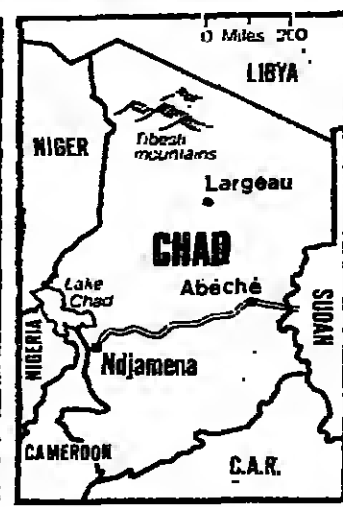 0 Miles 200
LIBYA
NIGER
Tibesti
mountains
Largeau
CHAD
Lake
Chad
Abéché
SUDAN
NIGERIA
Ndjamena
CAMEROON
C.A.R.